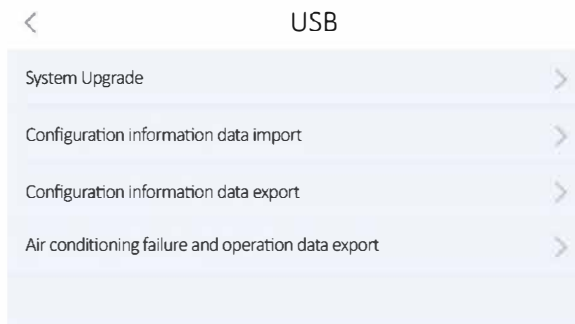 USB
System Upgrade
Configuration information data import
Configuration information data export
Air conditioning failure and operation data export